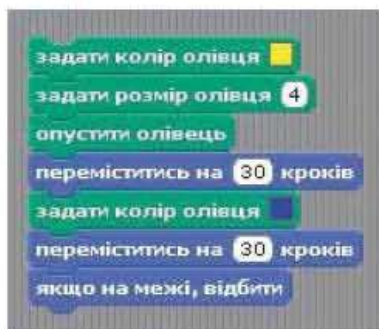 задати колір олівця
задати розмір олівця 4
опустити олівець
переміститись на 30 кроків
задати колір олівця
переміститись на 30 кроків
якщо на межі, відбити